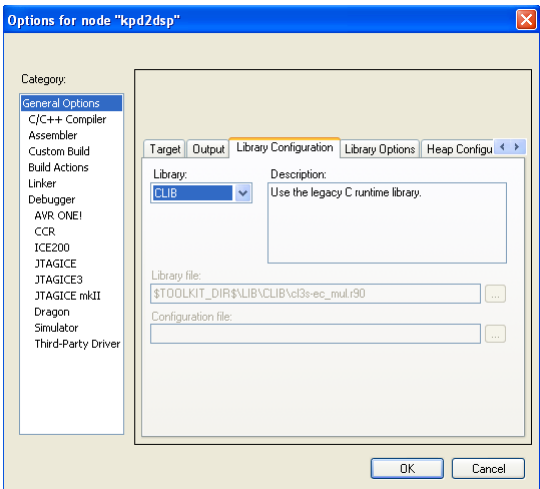 Options for node "kpd2dsp"
Category:
General Options
C/C++ Compiler
Assembler
Custom Build
Build Actions
Linker
Debugger
AVR ONE!
CCR
ICE200
JTAGICE
JTAGICE3
JTAGICE mkII
Dragon
Simulator
Third-Party Driver
Target Output Library Configuration Library Options Heap Configu
Library: Description:
CLIB Use the legacy C runtime library.
Library file:
$TOOLKIT_DIR$\LIB\CLIB\cl3s-ec_mul.r90 ...
Configuration file:
...
OK Cancel